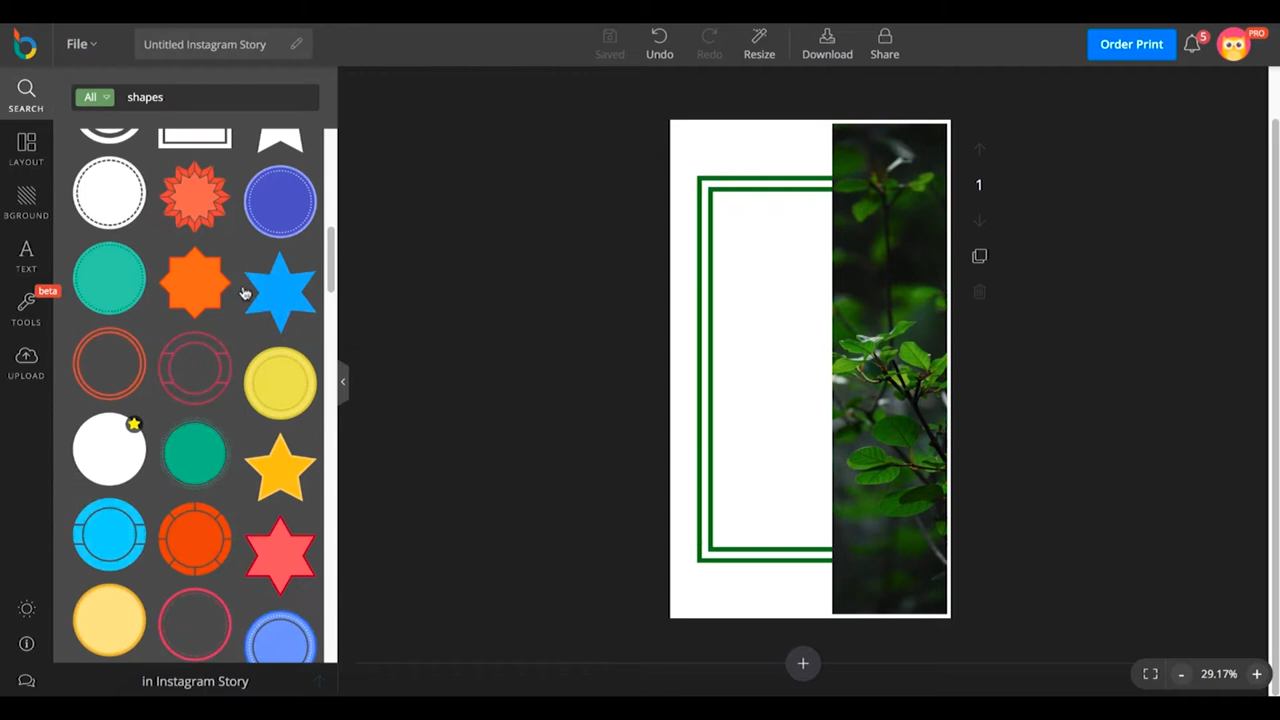 File
Untitled Instagram Story
Saved
Undo
Redo
Resize
Download
Share
Order Print
5
PRO
SEARCH
All
shapes
LAYOUT
BGROUND
TEXT
beta
TOOLS
UPLOAD
1
in Instagram Story
+
-
29.17%
+